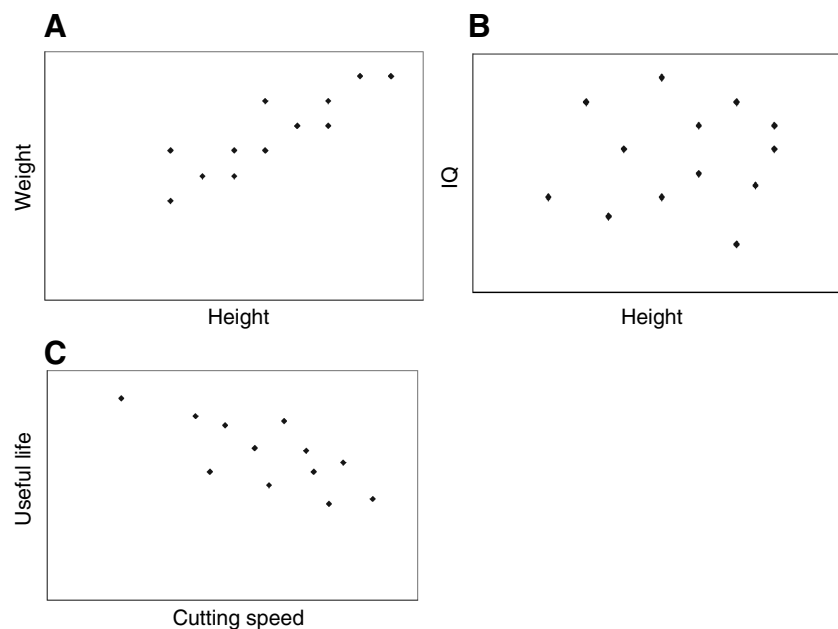 A
Weight
Height
B
IQ
Height
C
Useful life
Cutting speed